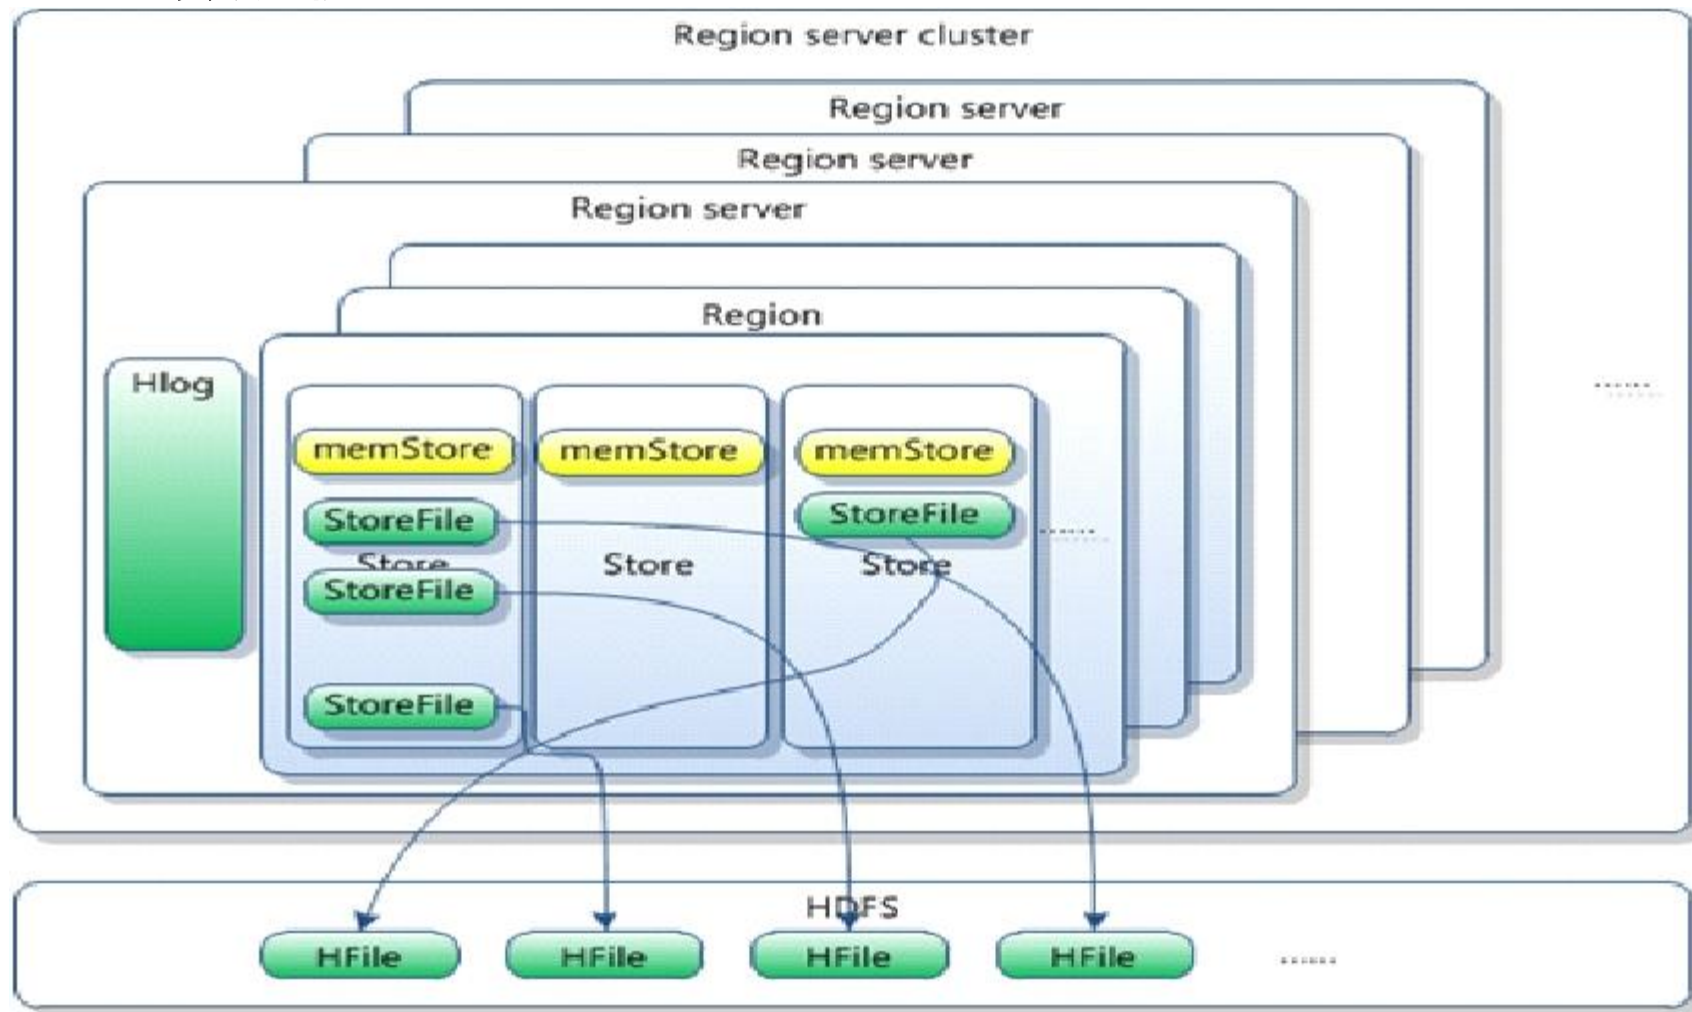 Region server cluster
Region server
Region server
Region server
Region
Hlog
......
memStore
memStore
memStore
StoreFile
StoreFile
......
Store
Store
Store
StoreFile
StoreFile
HDFS
HFile
HFile
HFile
HFile
......